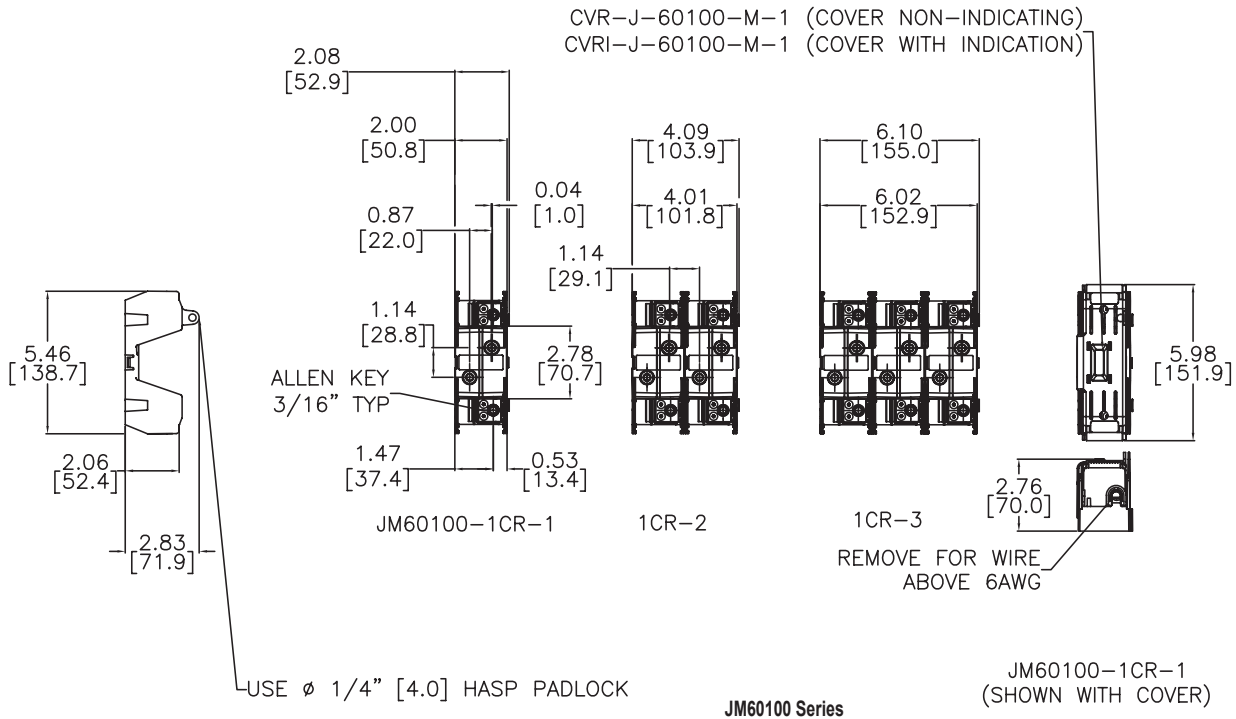 CVR-J-60100-M-1 (COVER NON-INDICATING)
CVRI-J-60100-M-1 (COVER WITH INDICATION)
2.08
[52.9]
2.00
[50.8]
0.04
[1.0]
0.87
[22.0]
1.14
[28.8]
2.78
[70.7]
ALLEN KEY
3/16” TYP
1.47
[37.4]
0.53
[13.4]
JM60100-1CR-1
4.09
[103.9]
4.01
[101.8]
1.14
[29.1]
1CR-2
6.10
[155.0]
6.02
[152.9]
1CR-3
5.46
[138.7]
2.06
[52.4]
2.83
[71.9]
USE ø 1/4” [4.0] HASP PADLOCK
5.98
[151.9]
2.76
[70.0]
REMOVE FOR WIRE
ABOVE 6AWG
JM60100-1CR-1
(SHOWN WITH COVER)
JM60100 Series